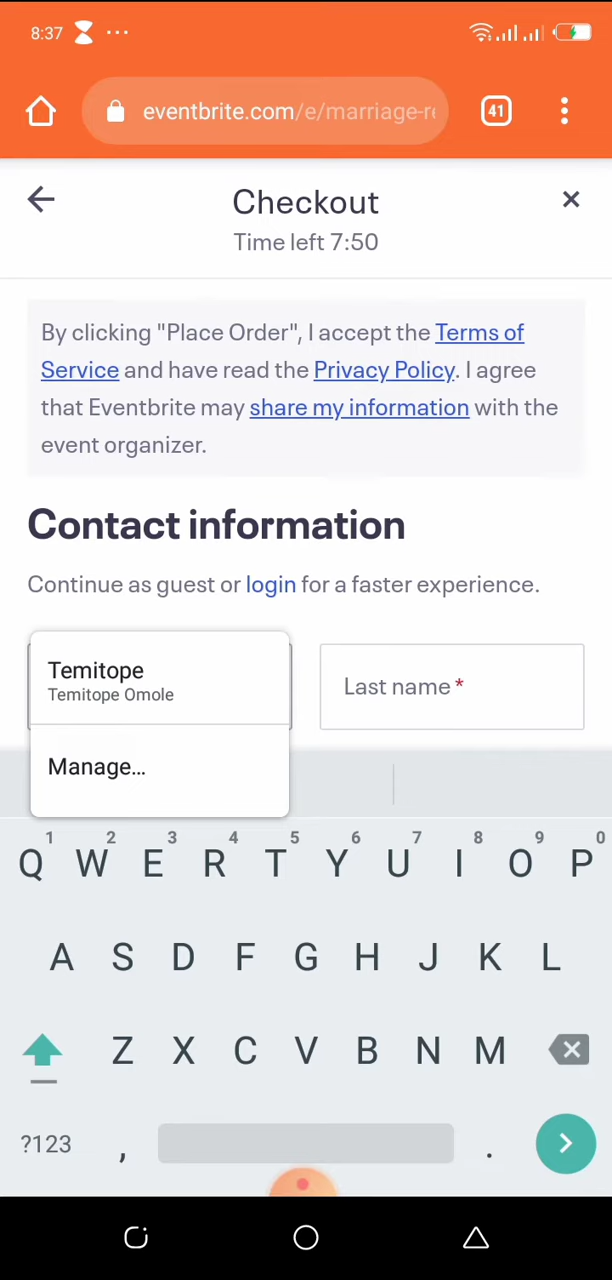 8:37
41
eventbrite.com/e/marriage-re
Checkout
Time left 7:50
By clicking "Place Order", I accept the Terms of
Service and have read the Privacy Policy. I agree
that Eventbrite may share my information with the
event organizer.
Contact information
Continue as guest or login for a faster experience.
Temitope
Temitope Omole
Last name *
Manage...
1 2 3 4 5 6 7 8 9 0
Q W E R T Y U I O P
A S D F G H J K L
Z X C V B N M
?123 , .